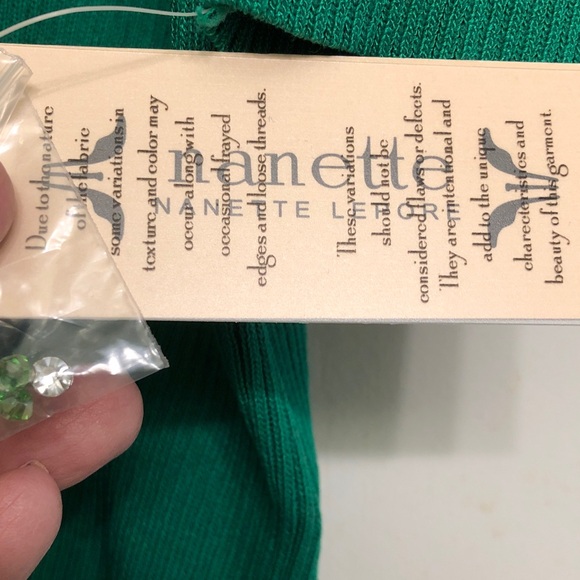 nanette
NANETTE LEPORE
Due to the nature
of the fabric
some variations in
texture and color may
occur along with
occasional frayed
edges and loose threads.
These variations
should not be
considered flaws or defects.
They are intentional and
add to the unique
charecteristics and
beauty of this garment.